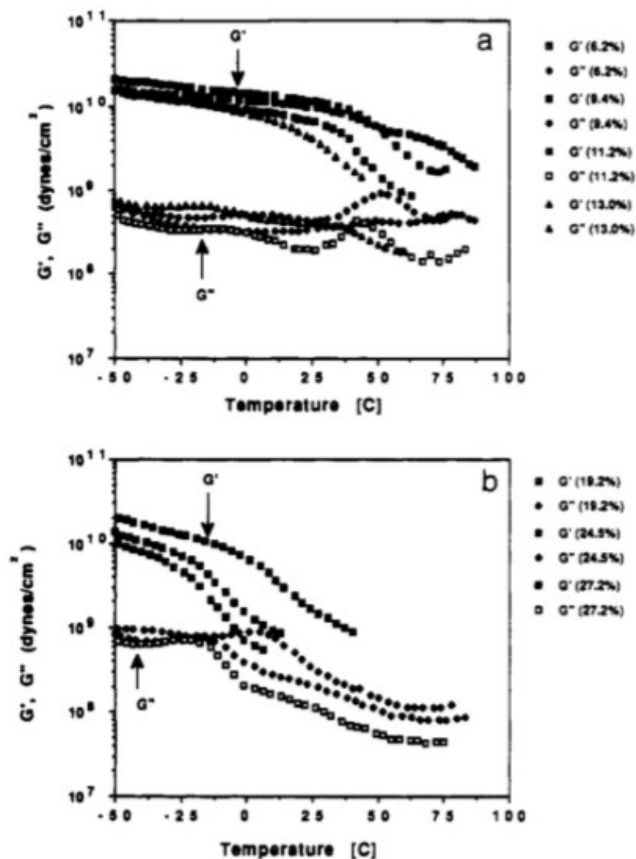 a
10¹¹
10¹⁰
10⁹
10⁸
10⁷
G', G'' (dynes/cm²)
G'
G''
-50 -25 0 25 50 75 100
Temperature [C]
G' (6.2%)
G'' (6.2%)
G' (9.4%)
G'' (9.4%)
G' (11.2%)
G'' (11.2%)
G' (13.0%)
G'' (13.0%)
b
10¹¹
10¹⁰
10⁹
10⁸
10⁷
G', G'' (dynes/cm²)
G'
G''
-50 -25 0 25 50 75 100
Temperature [C]
G' (19.2%)
G'' (19.2%)
G' (24.5%)
G'' (24.5%)
G' (27.2%)
G'' (27.2%)